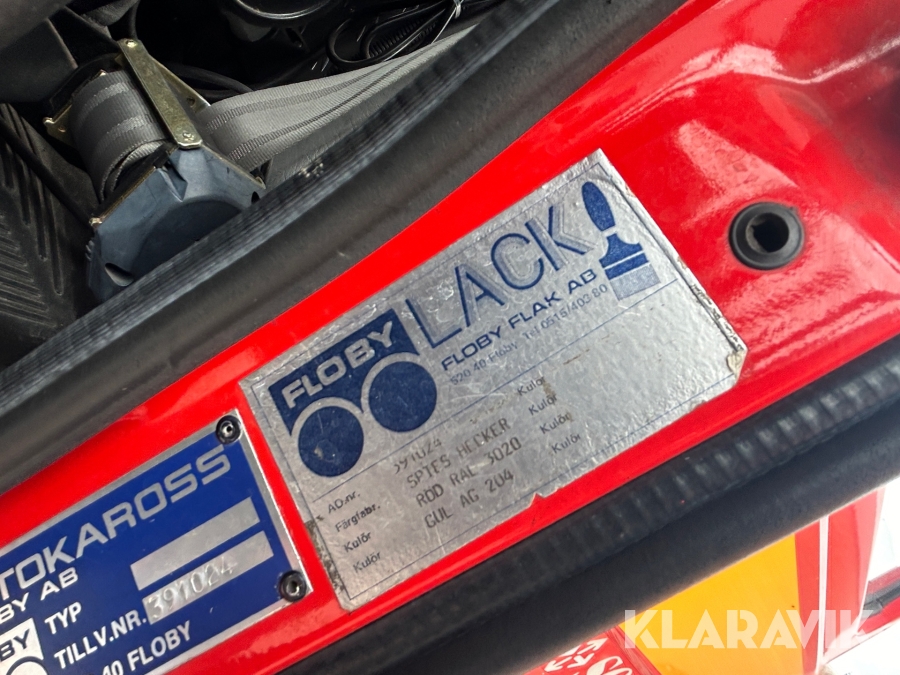 FLOBY
LACK
FLOBY FLAK AB
520 40 Floby Tel 0515/403 80
AO.nr. 391024 Kulör
Färgfabr. SPIES HECKER Kulör
Kulör RÖD RAL 3020 Kulör
Kulör GUL AG 204
TOKAROSS
BY AB
BY
TYP
TILLV.NR. 391024
40 FLOBY
KLARAVIK